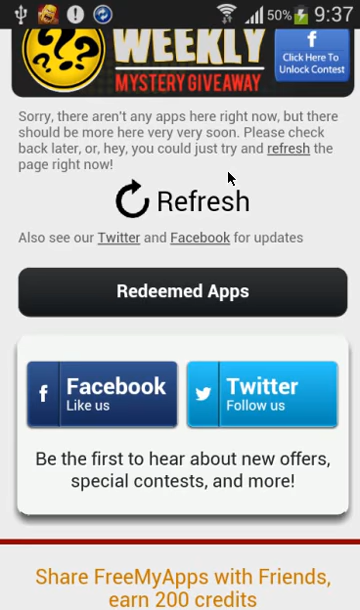 50% 9:37
WEEKLY
MYSTERY GIVEAWAY
f
Click Here To
Unlock Contest
Sorry, there aren't any apps here right now, but there
should be more here very very soon. Please check
back later, or, hey, you could just try and refresh the
page right now!
Refresh
Also see our Twitter and Facebook for updates
Redeemed Apps
f Facebook
Like us
Twitter
Follow us
Be the first to hear about new offers,
special contests, and more!
Share FreeMyApps with Friends,
earn 200 credits